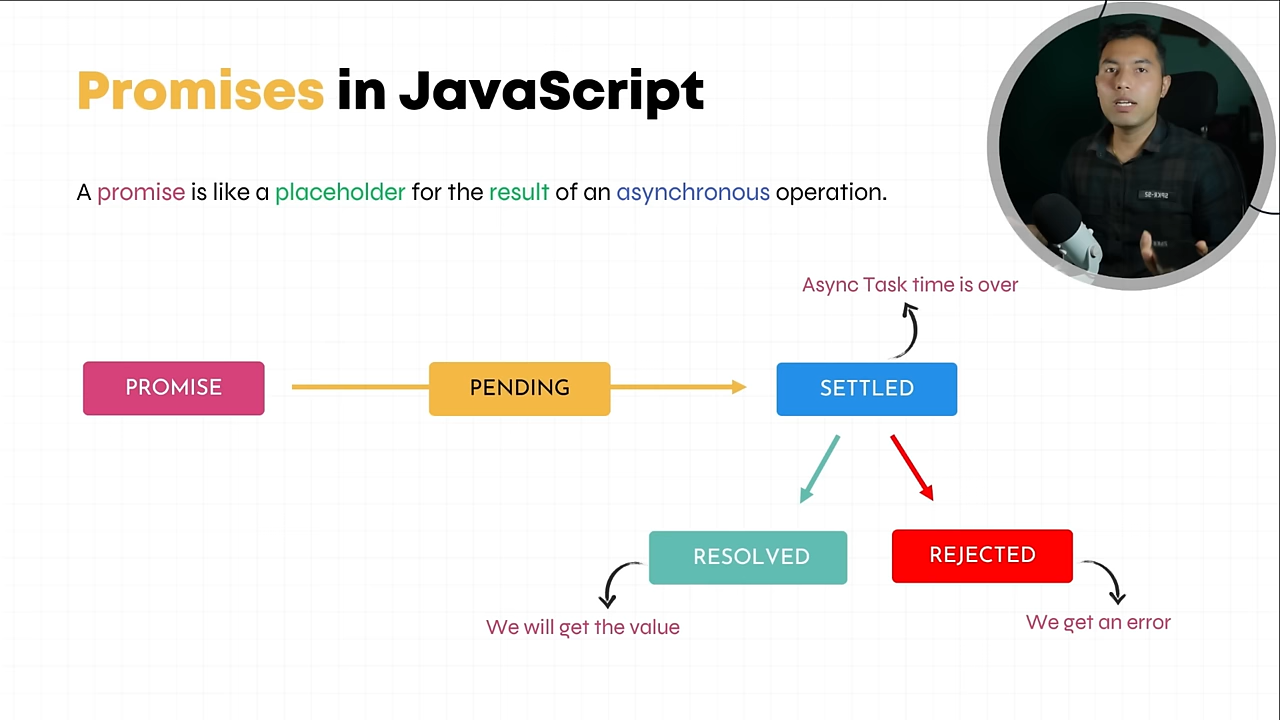 Promises in JavaScript
A promise is like a placeholder for the result of an asynchronous operation.
Async Task time is over
PROMISE
PENDING
SETTLED
RESOLVED
REJECTED
We will get the value
We get an error